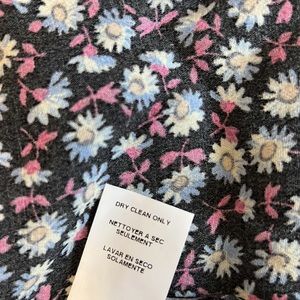 DRY CLEAN ONLY
NETTOYER A SEC
SEULEMENT
LAVAR EN SECO
SOLAMENTE